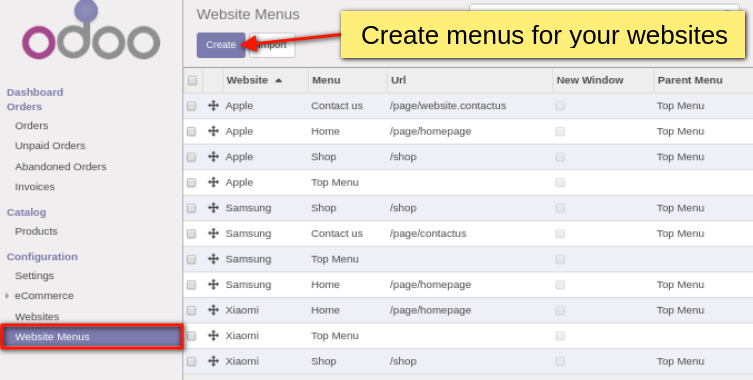 odoo
Website Menus
Create
Import
Create menus for your websites
Dashboard
Orders
Orders
Unpaid Orders
Abandoned Orders
Invoices
Catalog
Products
Configuration
Settings
eCommerce
Websites
Website Menus
Website Menu Url New Window Parent Menu
Apple Contact us /page/website.contactus Top Menu
Apple Home /page/homepage Top Menu
Apple Shop /shop Top Menu
Apple Top Menu
Samsung Shop /shop Top Menu
Samsung Contact us /page/contactus Top Menu
Samsung Top Menu
Samsung Home /page/homepage Top Menu
Xiaomi Home /page/homepage Top Menu
Xiaomi Top Menu
Xiaomi Shop /shop Top Menu